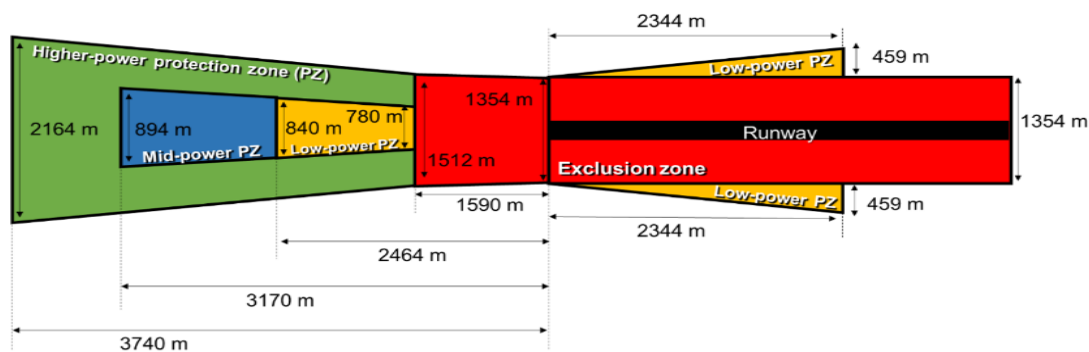 2344 m
Higher-power protection zone (PZ)
Low-power PZ
459 m
2164 m
894 m
840 m
780 m
1354 m
1354 m
Runway
Mid-power PZ
Low-power PZ
1512 m
Exclusion zone
1590 m
Low-power PZ
459 m
2344 m
2464 m
3170 m
3740 m